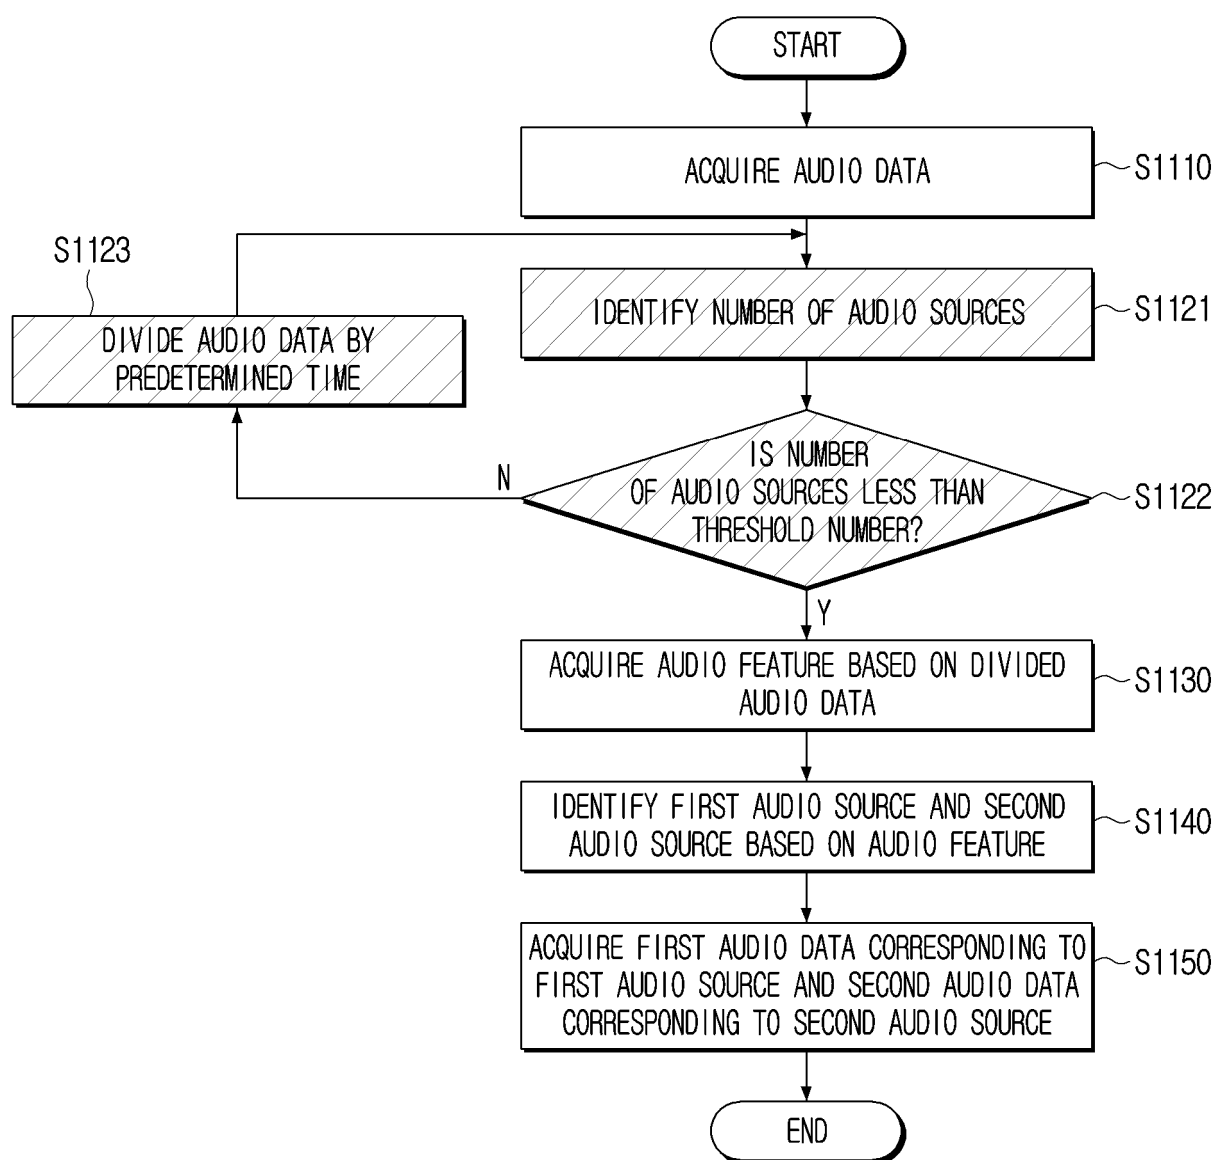 START
ACQUIRE AUDIO DATA
S1110
S1123
DIVIDE AUDIO DATA BY
PREDETERMINED TIME
IDENTIFY NUMBER OF AUDIO SOURCES
S1121
N
IS NUMBER
OF AUDIO SOURCES LESS THAN
THRESHOLD NUMBER?
S1122
Y
ACQUIRE AUDIO FEATURE BASED ON DIVIDED
AUDIO DATA
S1130
IDENTIFY FIRST AUDIO SOURCE AND SECOND
AUDIO SOURCE BASED ON AUDIO FEATURE
S1140
ACQUIRE FIRST AUDIO DATA CORRESPONDING TO
FIRST AUDIO SOURCE AND SECOND AUDIO DATA
CORRESPONDING TO SECOND AUDIO SOURCE
S1150
END